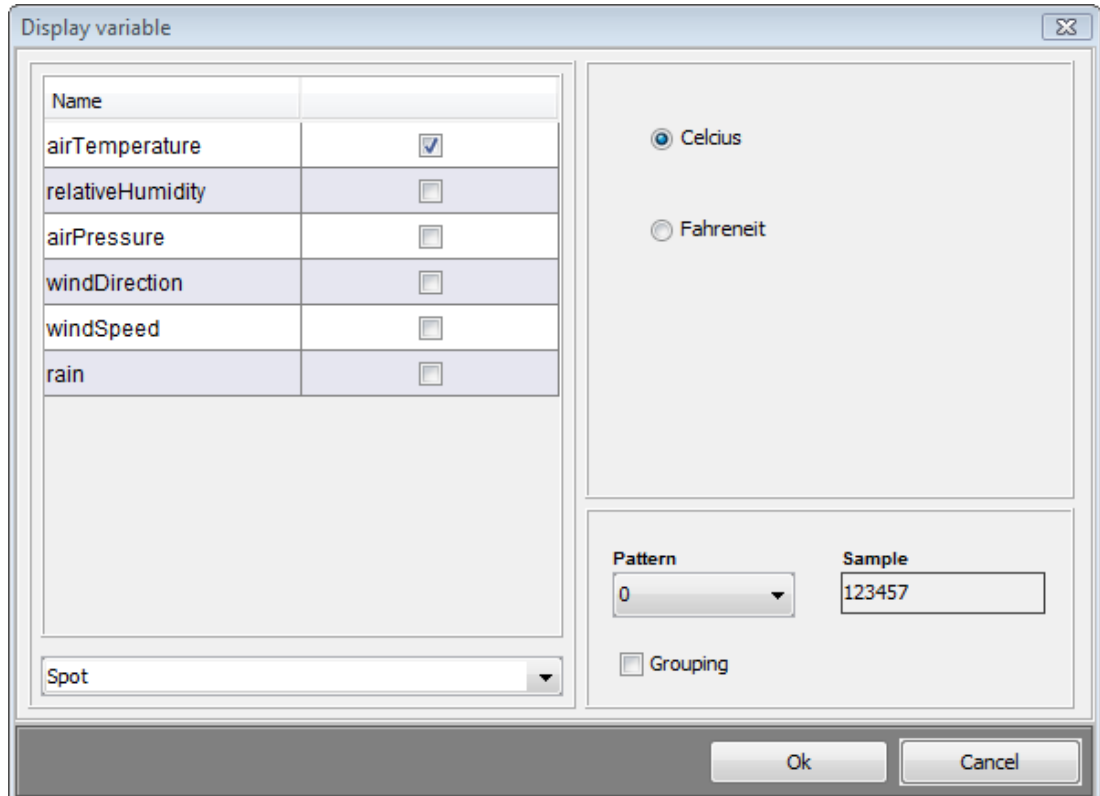 Display variable
Name
airTemperature
relativeHumidity
airPressure
windDirection
windSpeed
rain
Spot
Celcius
Fahreneit
Pattern Sample
0 123457
Grouping
Ok Cancel